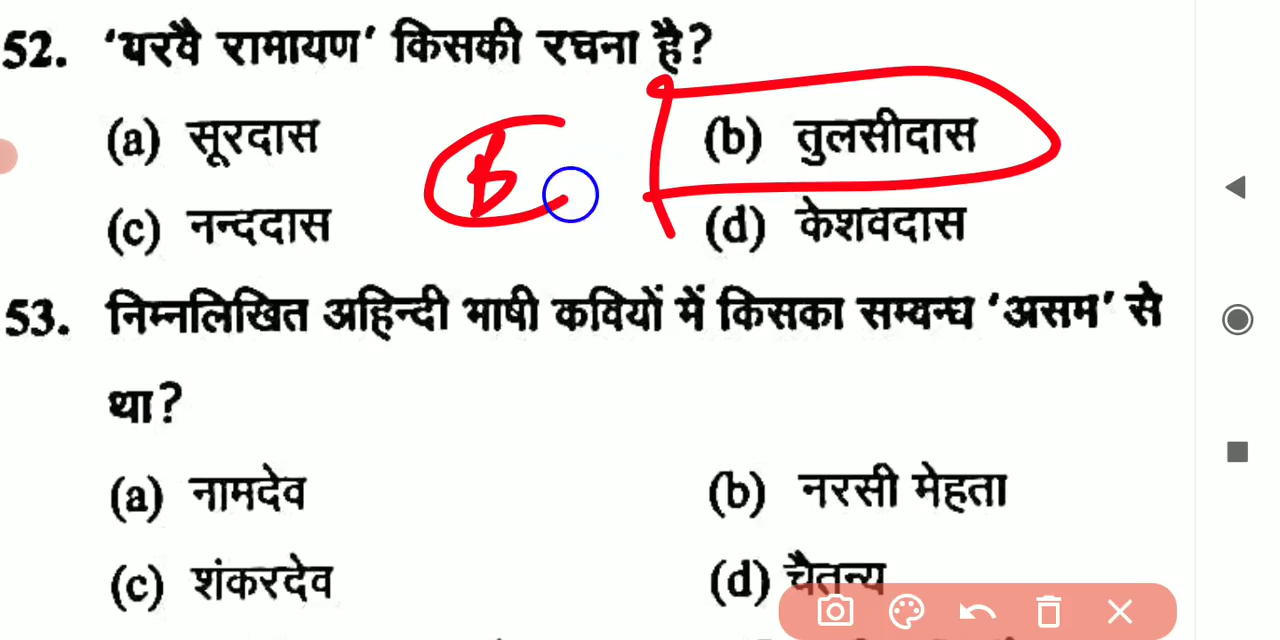 52. ‘बरवै रामायण’ किसकी रचना है?
(a) सूरदास (b) तुलसीदास
b
(c) नन्ददास (d) केशवदास
53. निम्नलिखित अहिन्दी भाषी कवियों में किसका सम्बन्ध ‘असम’ से
था?
(a) नामदेव (b) नरसी मेहता
(c) शंकरदेव (d) चैतन्य